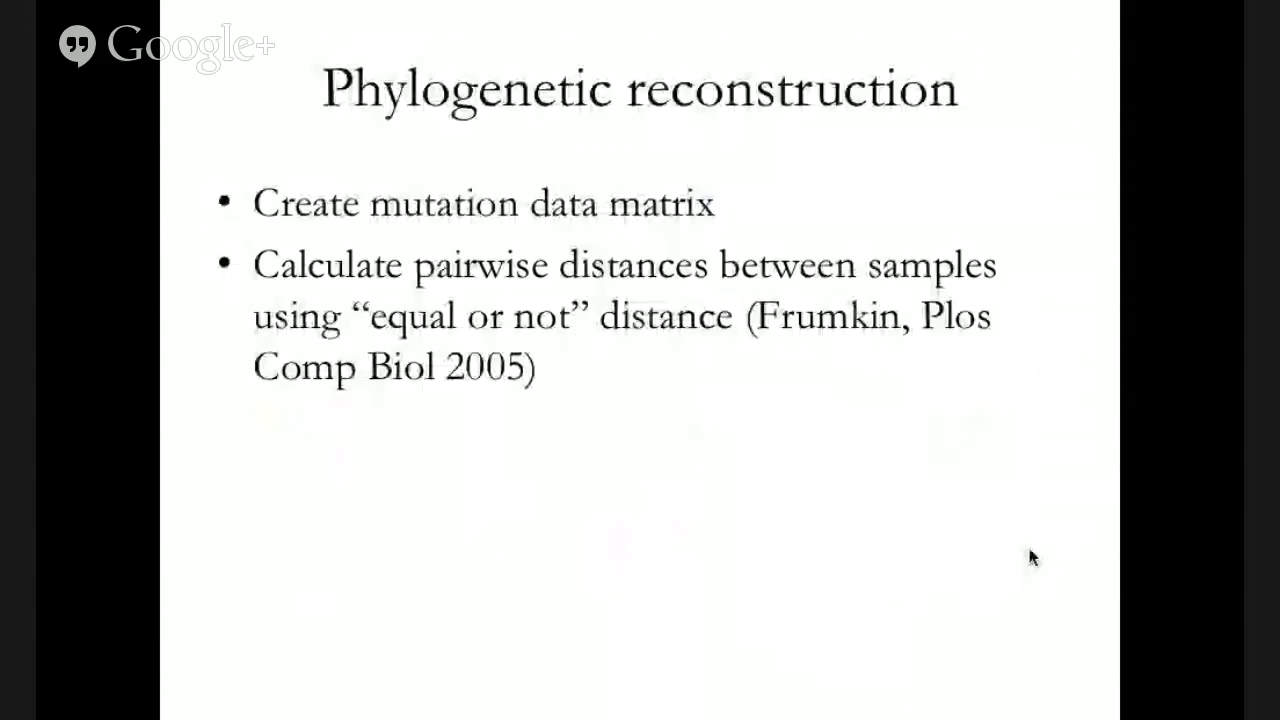 Google+
Phylogenetic reconstruction
• Create mutation data matrix
• Calculate pairwise distances between samples
using “equal or not” distance (Frumkin, Plos
Comp Biol 2005)